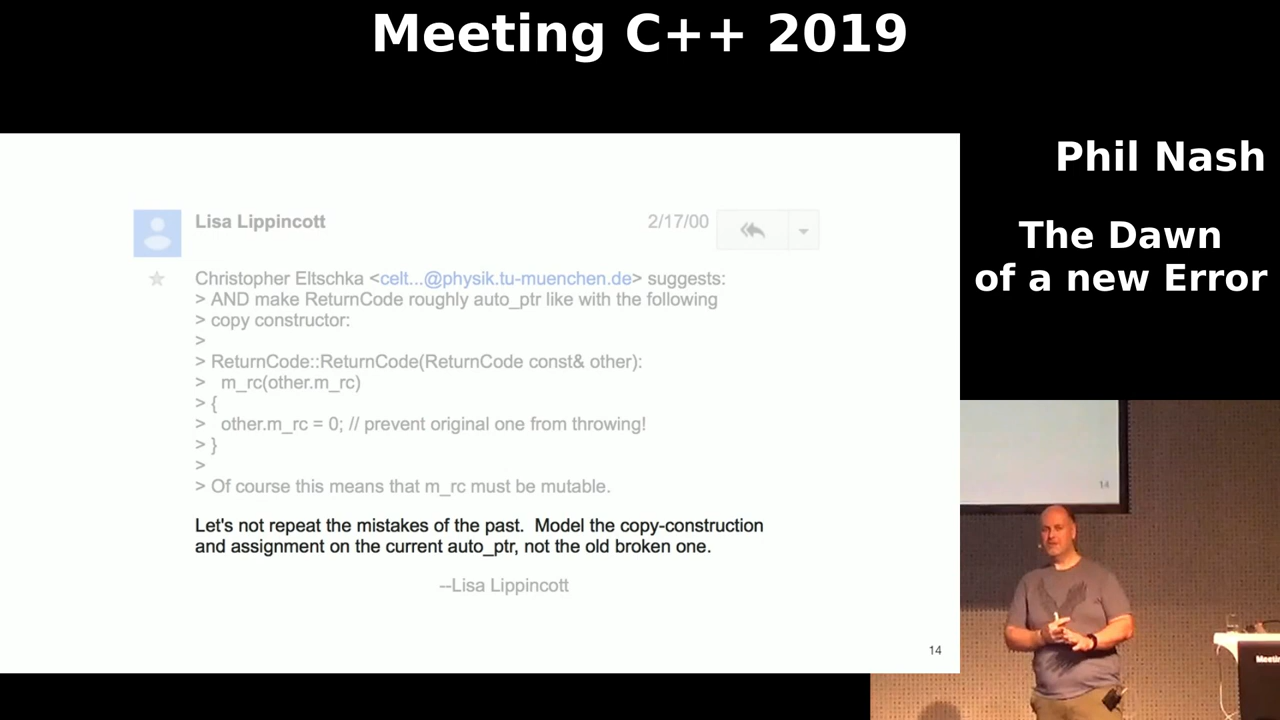 Meeting C++ 2019
Phil Nash
The Dawn
of a new Error
Lisa Lippincott
2/17/00
Christopher Eltschka <celt...@physik.tu-muenchen.de> suggests:
> AND make ReturnCode roughly auto_ptr like with the following
> copy constructor:
>
> ReturnCode::ReturnCode(ReturnCode const& other):
>   m_rc(other.m_rc)
> {
>   other.m_rc = 0; // prevent original one from throwing!
> }
>
> Of course this means that m_rc must be mutable.
Let's not repeat the mistakes of the past.  Model the copy-construction
and assignment on the current auto_ptr, not the old broken one.
--Lisa Lippincott
14
14